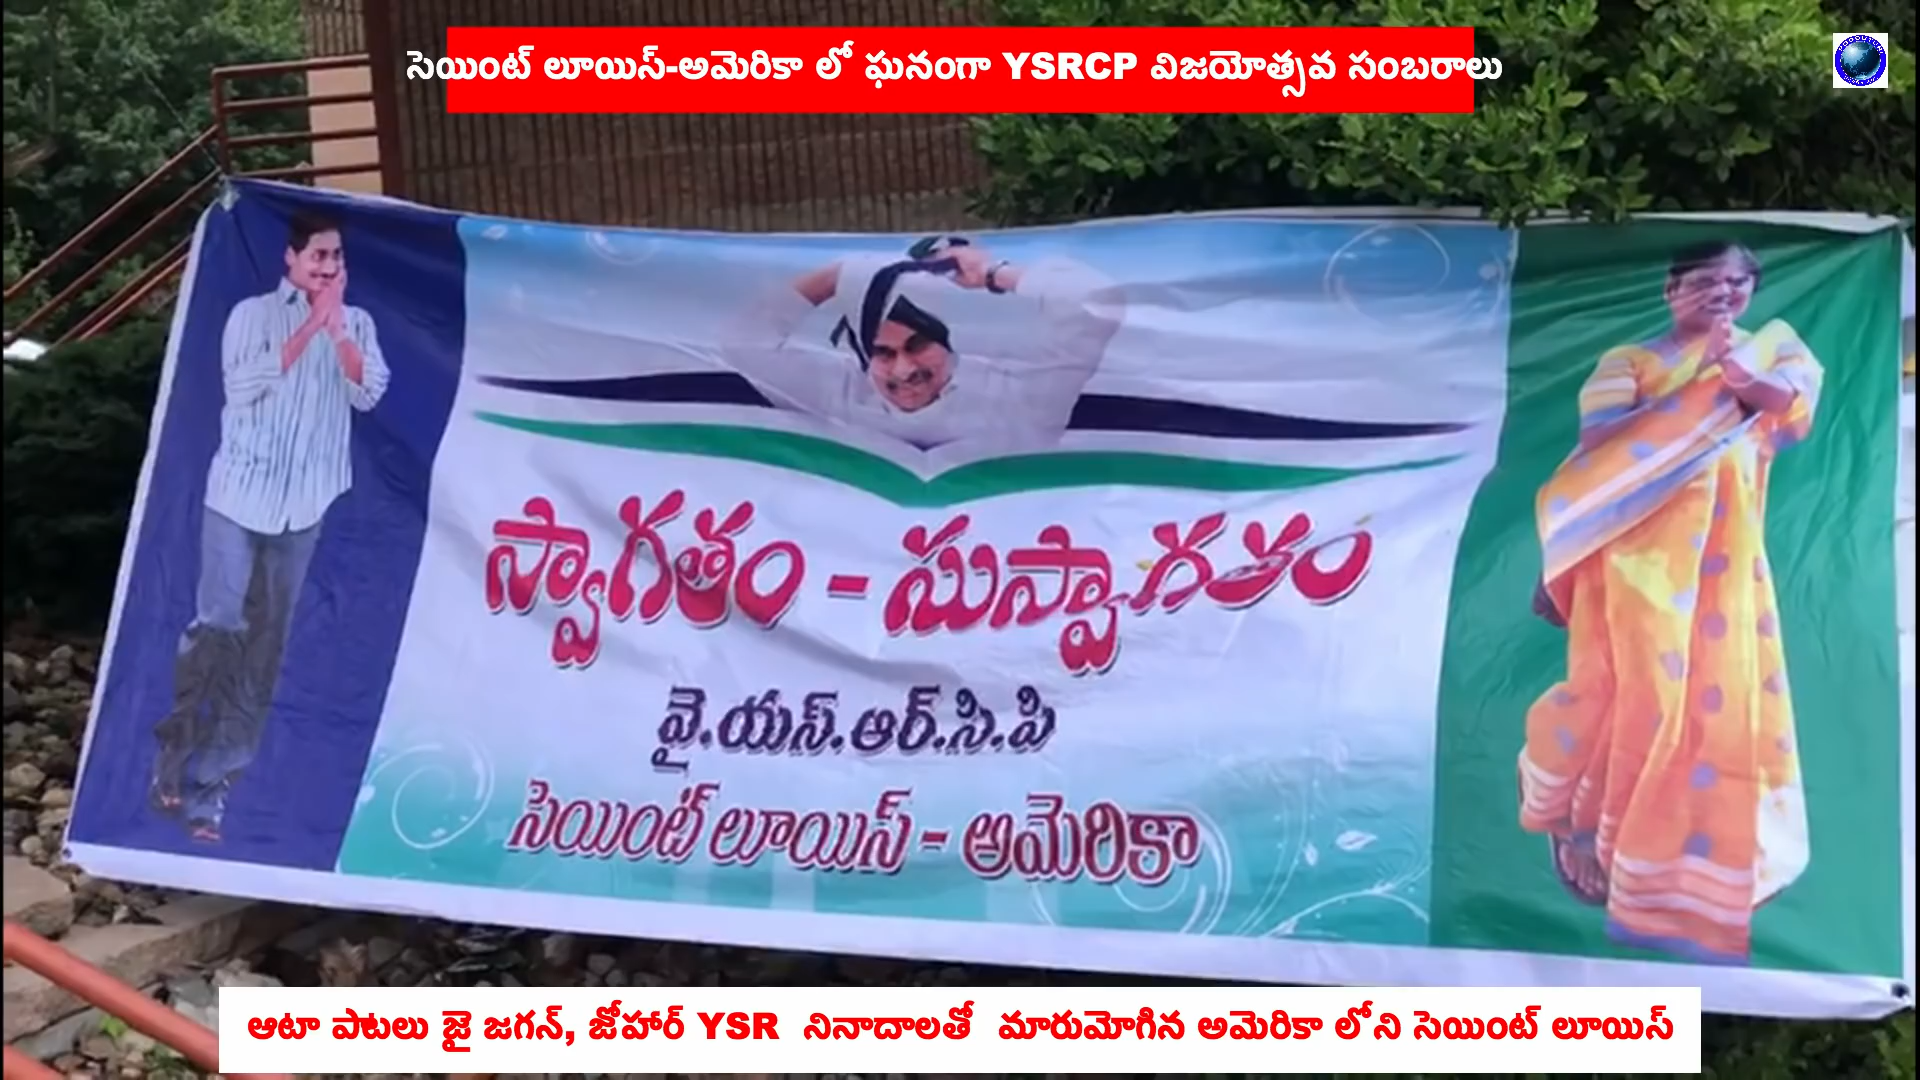 సెయింట్ లూయిస్-అమెరికా లో ఘనంగా YSRCP విజయోత్సవ సంబరాలు
స్వాగతం - సుస్వాగతం
వై.యస్.ఆర్.సి.పి
సెయింట్ లూయిస్ - అమెరికా
ఆటా పాటలు జై జగన్, జోహార్ YSR నినాదాలతో మారుమోగిన అమెరికా లోని సెయింట్ లూయిస్